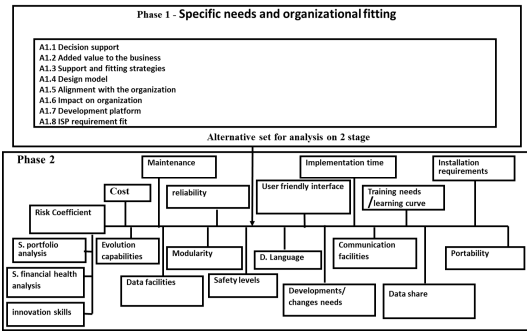 Phase 1 - Specific needs and organizational fitting
A1.1 Decision support
A1.2 Added value to the business
A1.3 Support and fitting strategies
A1.4 Design model
A1.5 Alignment with the organization
A1.6 Impact on organization
A1.7 Development platform
A1.8 ISP requirement fit
Alternative set for analysis on 2 stage
Phase 2
Maintenance
Implementation time
Installation
requirements
Cost
reliability
User friendly interface
Training needs
/learning curve
Risk Coefficient
S. portfolio
analysis
Evolution
capabilities
Modularity
D. Language
Communication
facilities
Portability
S. financial health
analysis
Data facilities
Safety levels
Developments/
changes needs
Data share
innovation skills